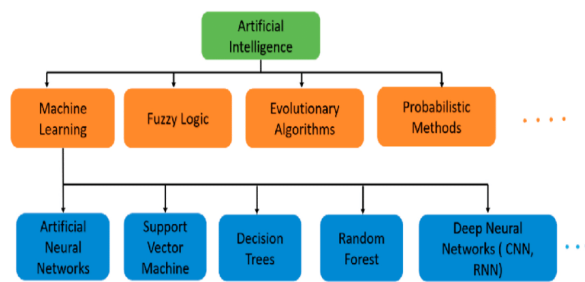 Artificial
Intelligence
Machine
Learning
Fuzzy Logic
Evolutionary
Algorithms
Probabilistic
Methods
Artificial
Neural
Networks
Support
Vector
Machine
Decision
Trees
Random
Forest
Deep Neural
Networks ( CNN,
RNN)